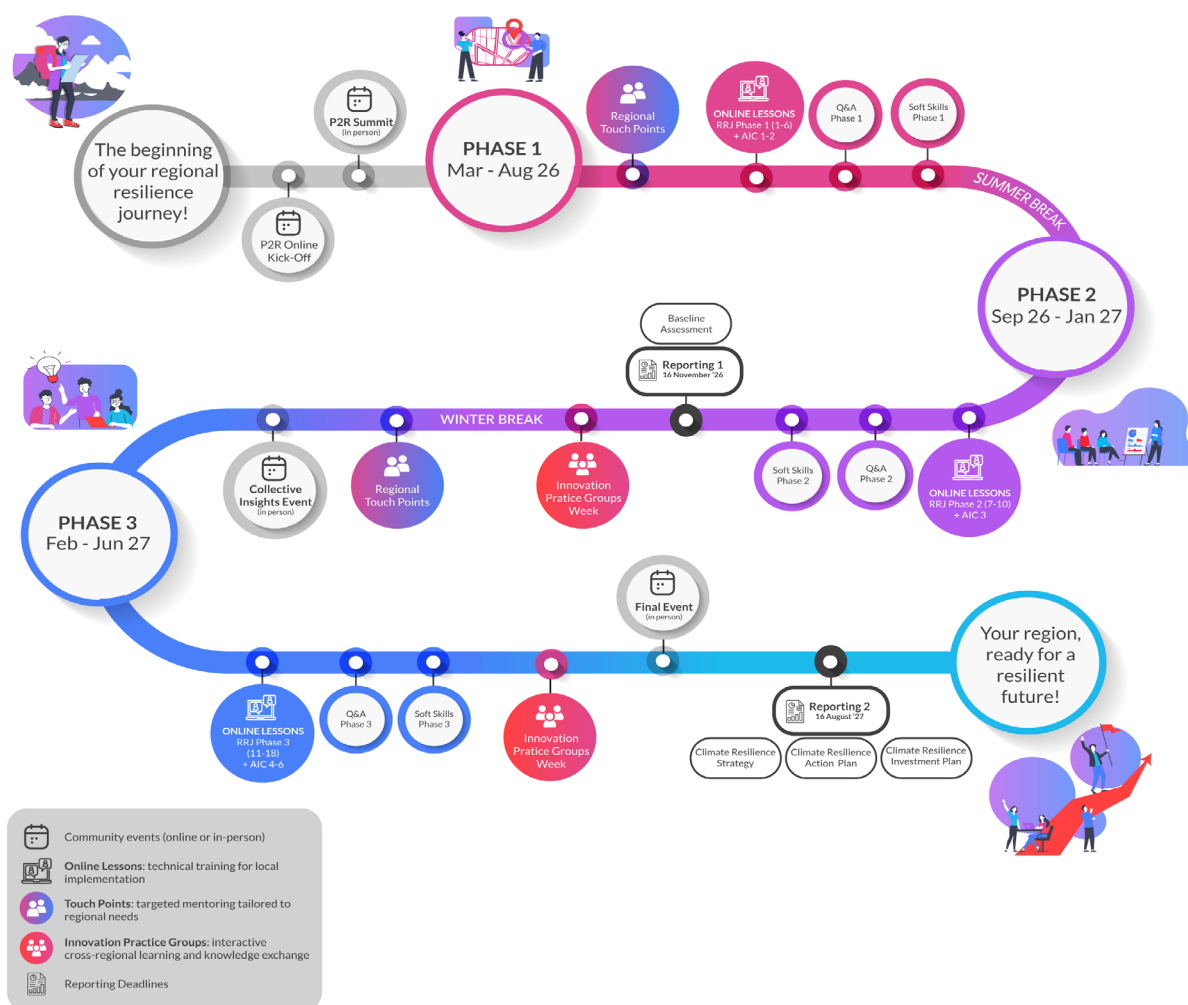 The beginning
of your regional
resilience
journey!
P2R Online
Kick-Off
P2R Summit
(in person)
PHASE 1
Mar - Aug 26
Regional
Touch Points
ONLINE LESSONS
RRJ Phase 1 (1-6)
+ AIC 1-2
Q&A
Phase 1
Soft Skills
Phase 1
SUMMER BREAK
PHASE 2
Sep 26 - Jan 27
ONLINE LESSONS
RRJ Phase 2 (7-10)
+ AIC 3
Q&A
Phase 2
Soft Skills
Phase 2
Baseline
Assessment
Reporting 1
16 November '26
Innovation
Pratice Groups
Week
WINTER BREAK
Regional
Touch Points
Collective
Insights Event
(in person)
PHASE 3
Feb - Jun 27
ONLINE LESSONS
RRJ Phase 3
(11-18)
+ AIC 4-6
Q&A
Phase 3
Soft Skills
Phase 3
Innovation
Pratice Groups
Week
Final Event
(in person)
Reporting 2
16 August '27
Climate Resilience
Strategy
Climate Resilience
Action Plan
Climate Resilience
Investment Plan
Your region,
ready for a
resilient
future!
Community events (online or in-person)
Online Lessons: technical training for local
implementation
Touch Points: targeted mentoring tailored to
regional needs
Innovation Practice Groups: interactive
cross-regional learning and knowledge exchange
Reporting Deadlines